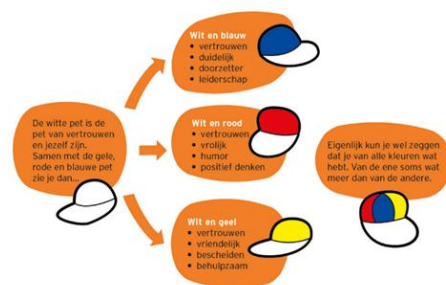 De witte pet is de
pet van vertrouwen
en jezelf zijn.
Samen met de gele,
rode en blauwe pet
zie je dan...
Wit en blauw
• vertrouwen
• duidelijk
• doorzetter
• leiderschap
Wit en rood
• vertrouwen
• vrolijk
• humor
• positief denken
Wit en geel
• vertrouwen
• vriendelijk
• bescheiden
• behulpzaam
Eigenlijk kun je wel zeggen
dat je van alle kleuren wat
hebt. Van de ene soms wat
meer dan van de andere.